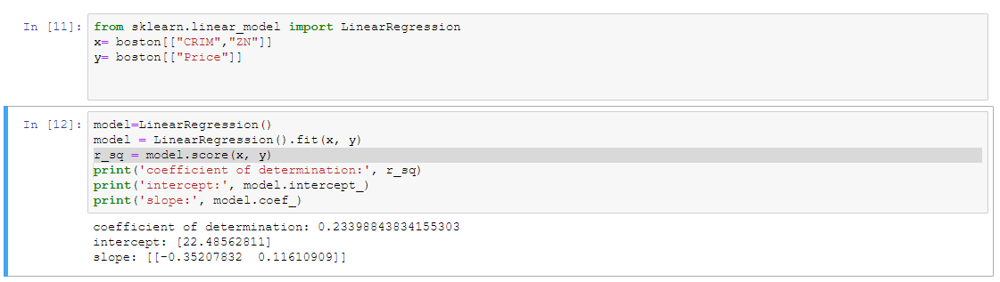 In [11]: from sklearn.linear_model import LinearRegression
x= boston[["CRIM","ZN"]]
y= boston[["Price"]]
In [12]: model=LinearRegression()
model = LinearRegression().fit(x, y)
r_sq = model.score(x, y)
print('coefficient of determination:', r_sq)
print('intercept:', model.intercept_)
print('slope:', model.coef_)
coefficient of determination: 0.23398843834155303
intercept: [22.48562811]
slope: [[-0.35207832  0.11610909]]